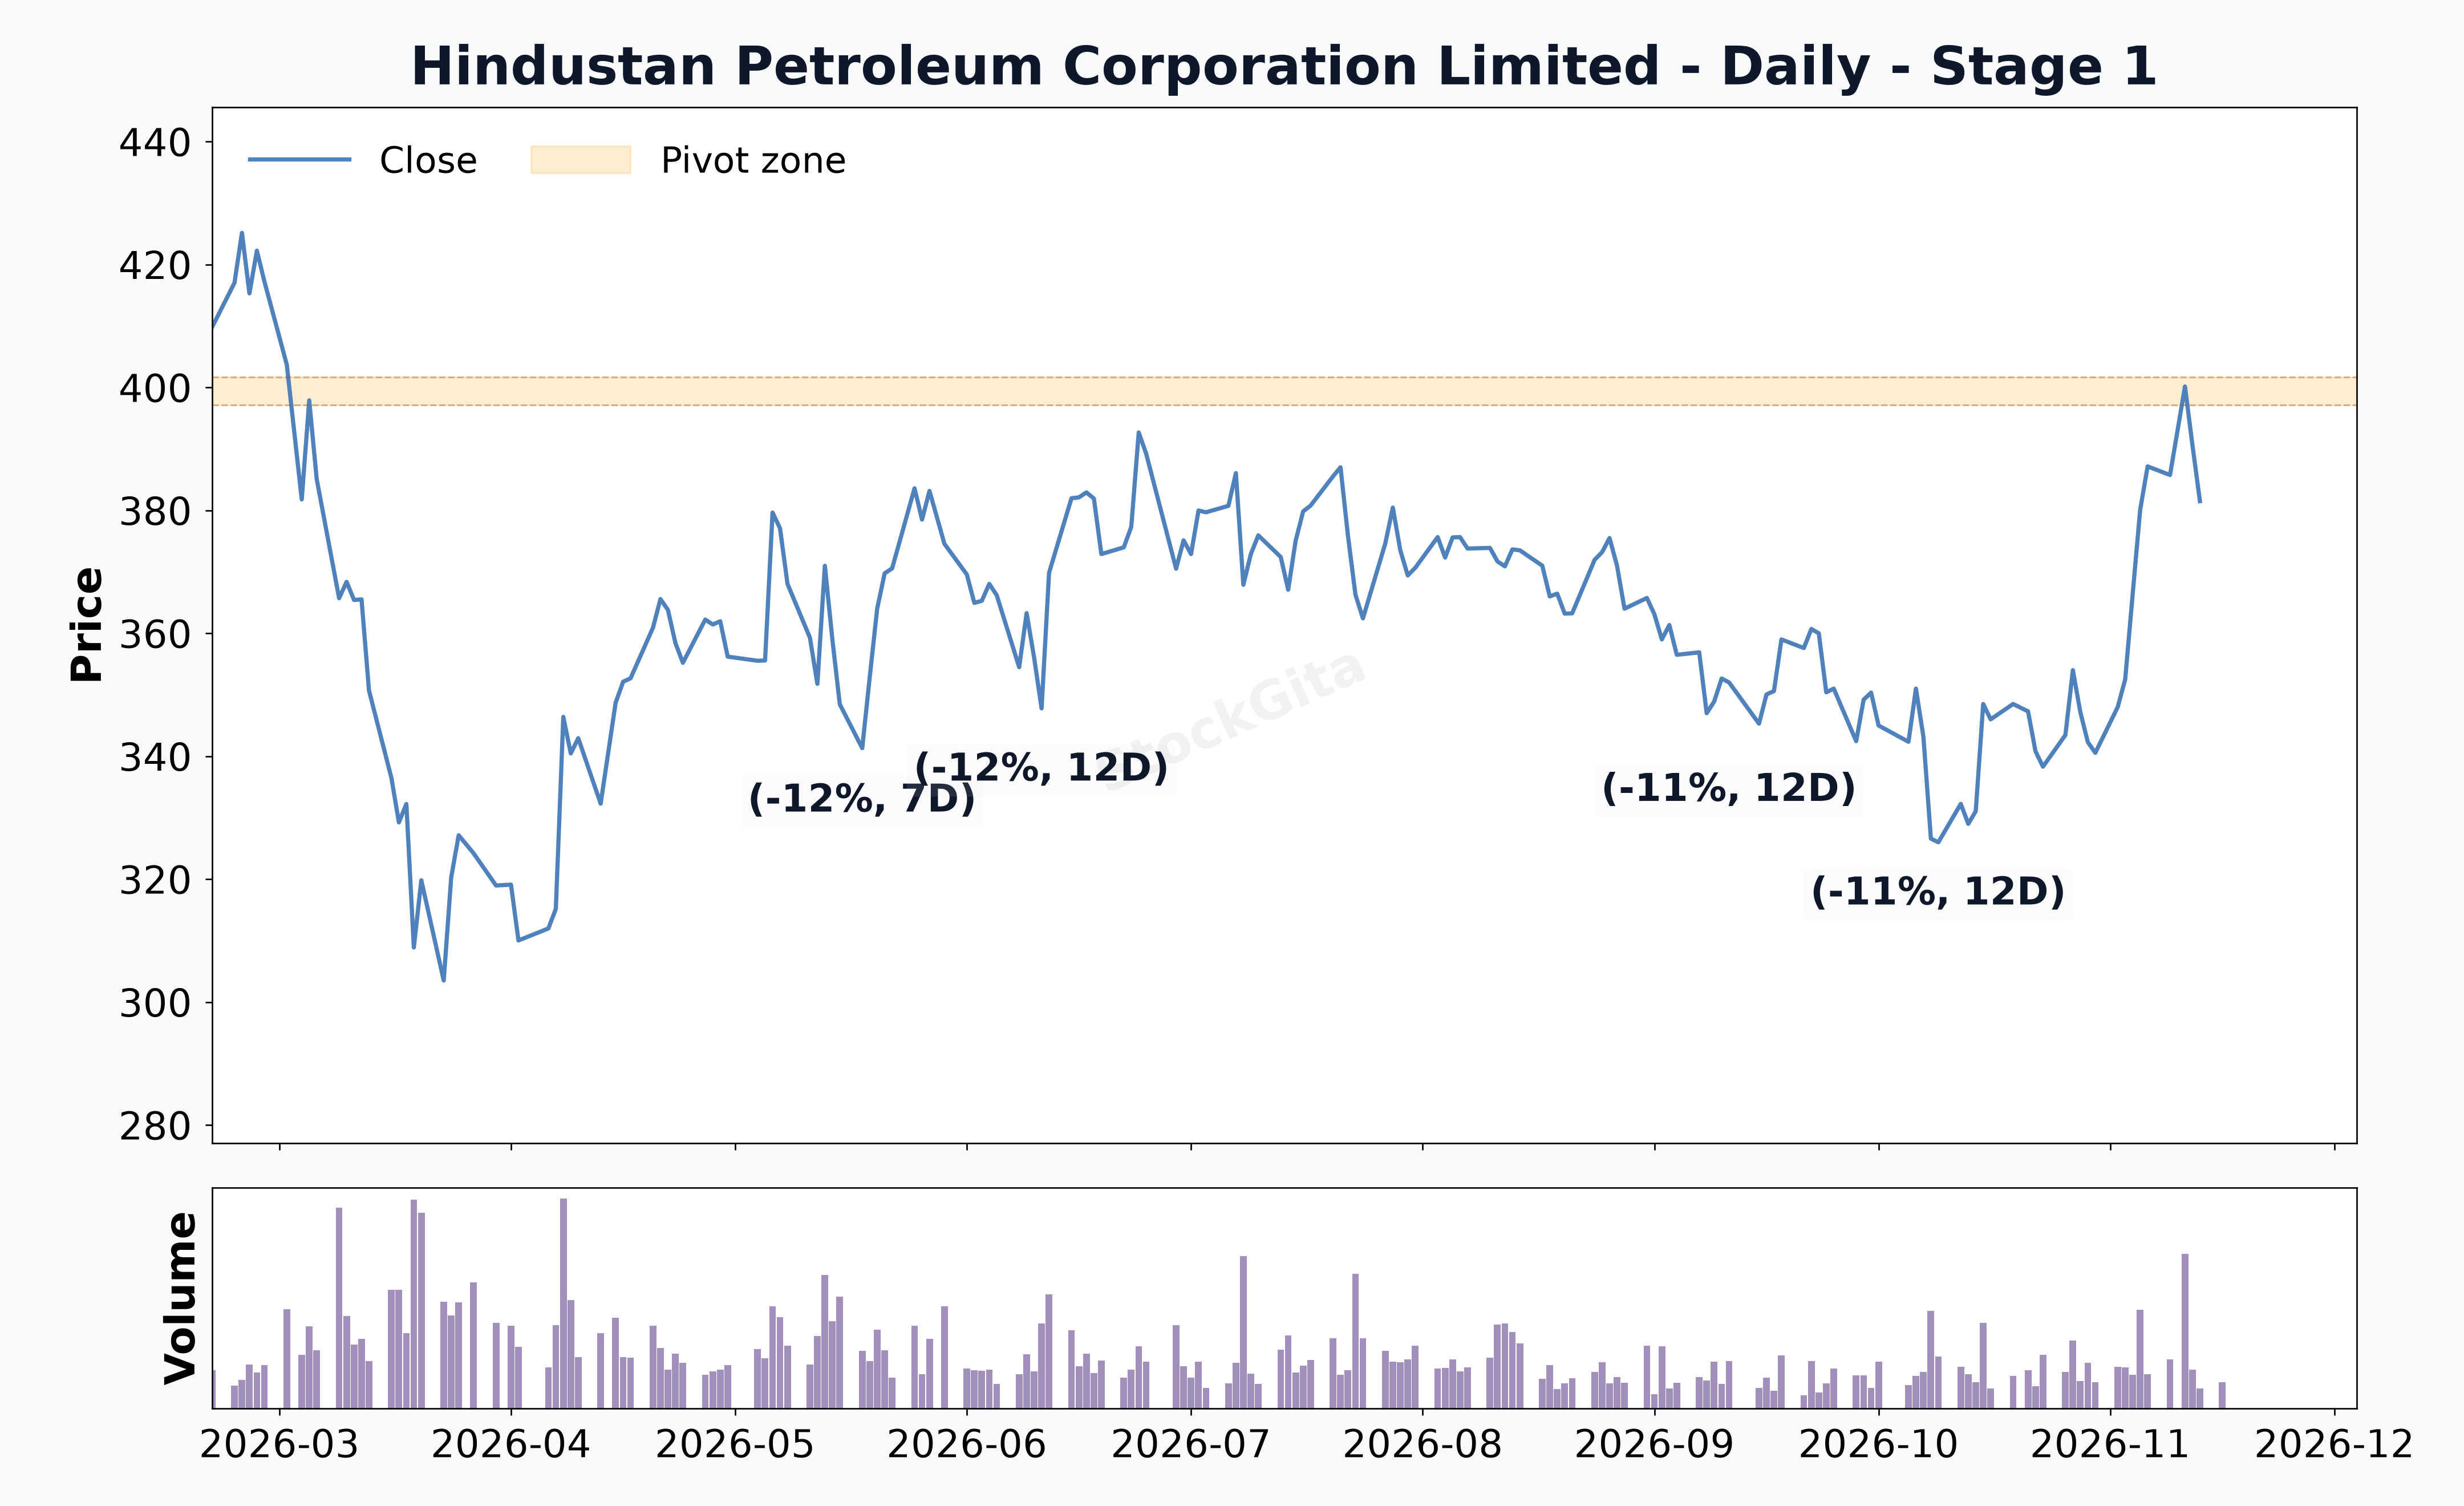 Hindustan Petroleum Corporation Limited - Daily - Stage 1
Close
Pivot zone
Price
440
420
400
380
360
340
320
300
280
StockGita
(-12%, 12D)
(-12%, 7D)
(-11%, 12D)
(-11%, 12D)
Volume
2026-03 2026-04 2026-05 2026-06 2026-07 2026-08 2026-09 2026-10 2026-11 2026-12